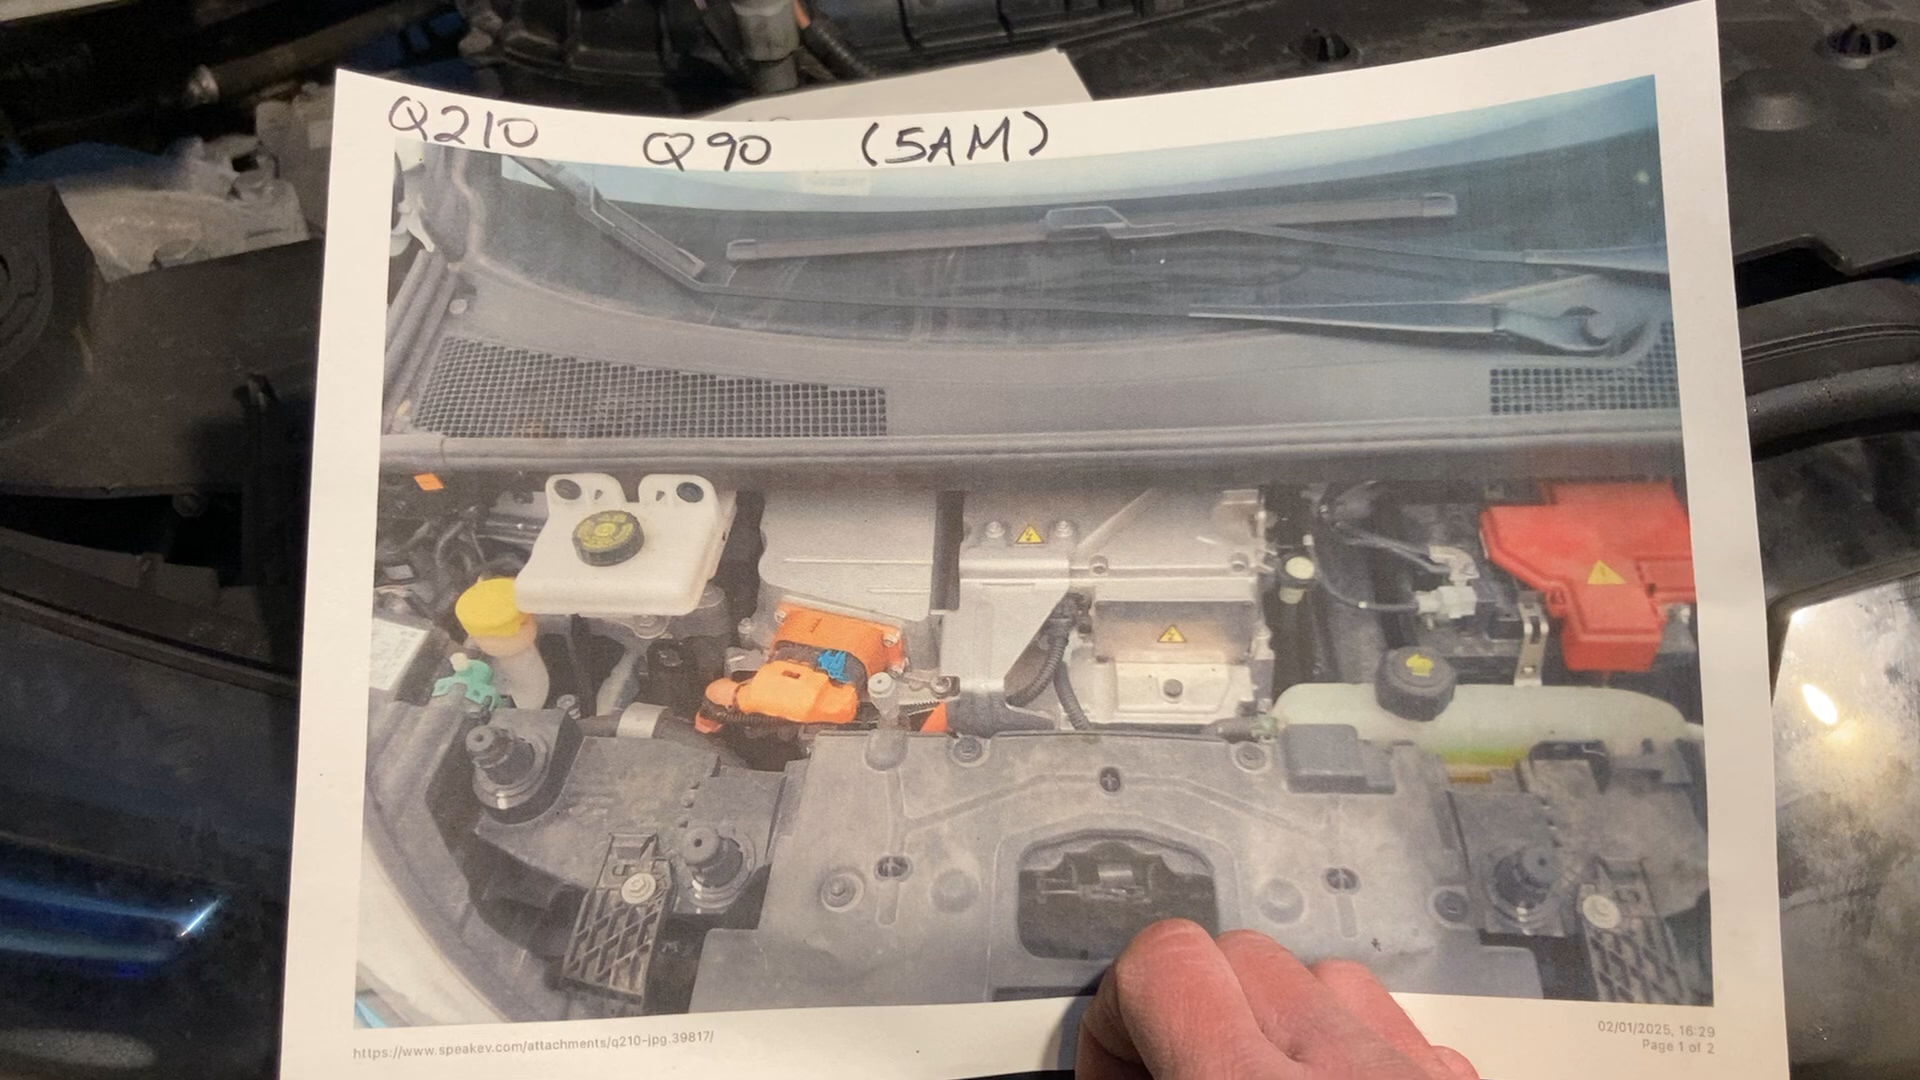 Q210 Q90 (5AM)
https://www.speakev.com/attachments/q210-jpg.39817/
02/01/2025, 16:29
Page 1 of 2